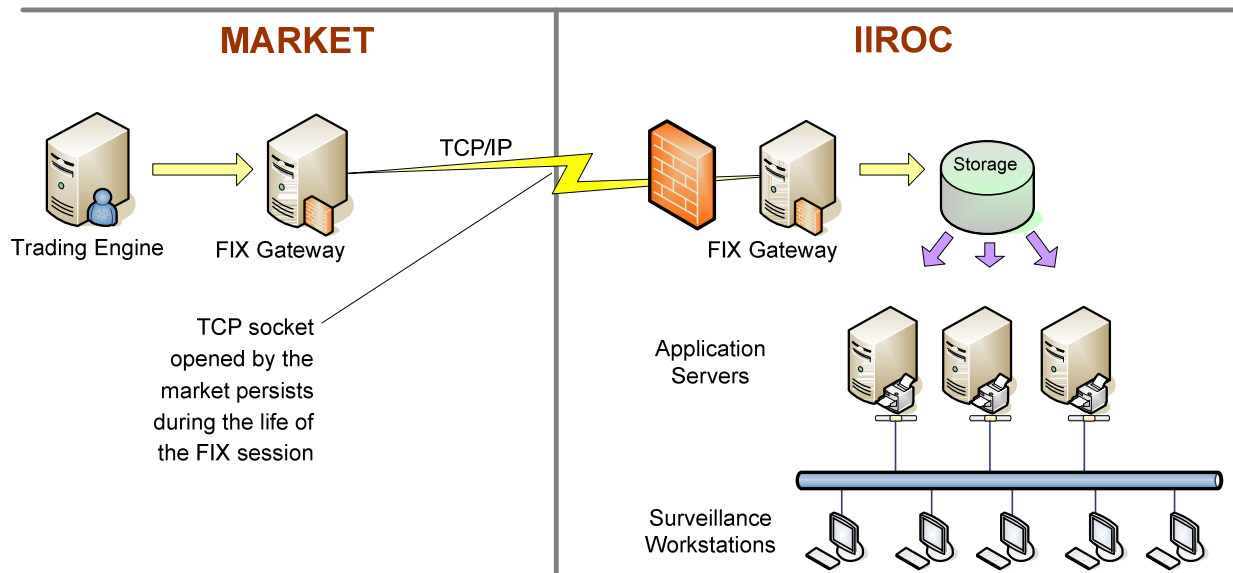 MARKET
IIROC
TCP/IP
Storage
Trading Engine
FIX Gateway
FIX Gateway
TCP socket
opened by the
market persists
during the life of
the FIX session
Application
Servers
Surveillance
Workstations